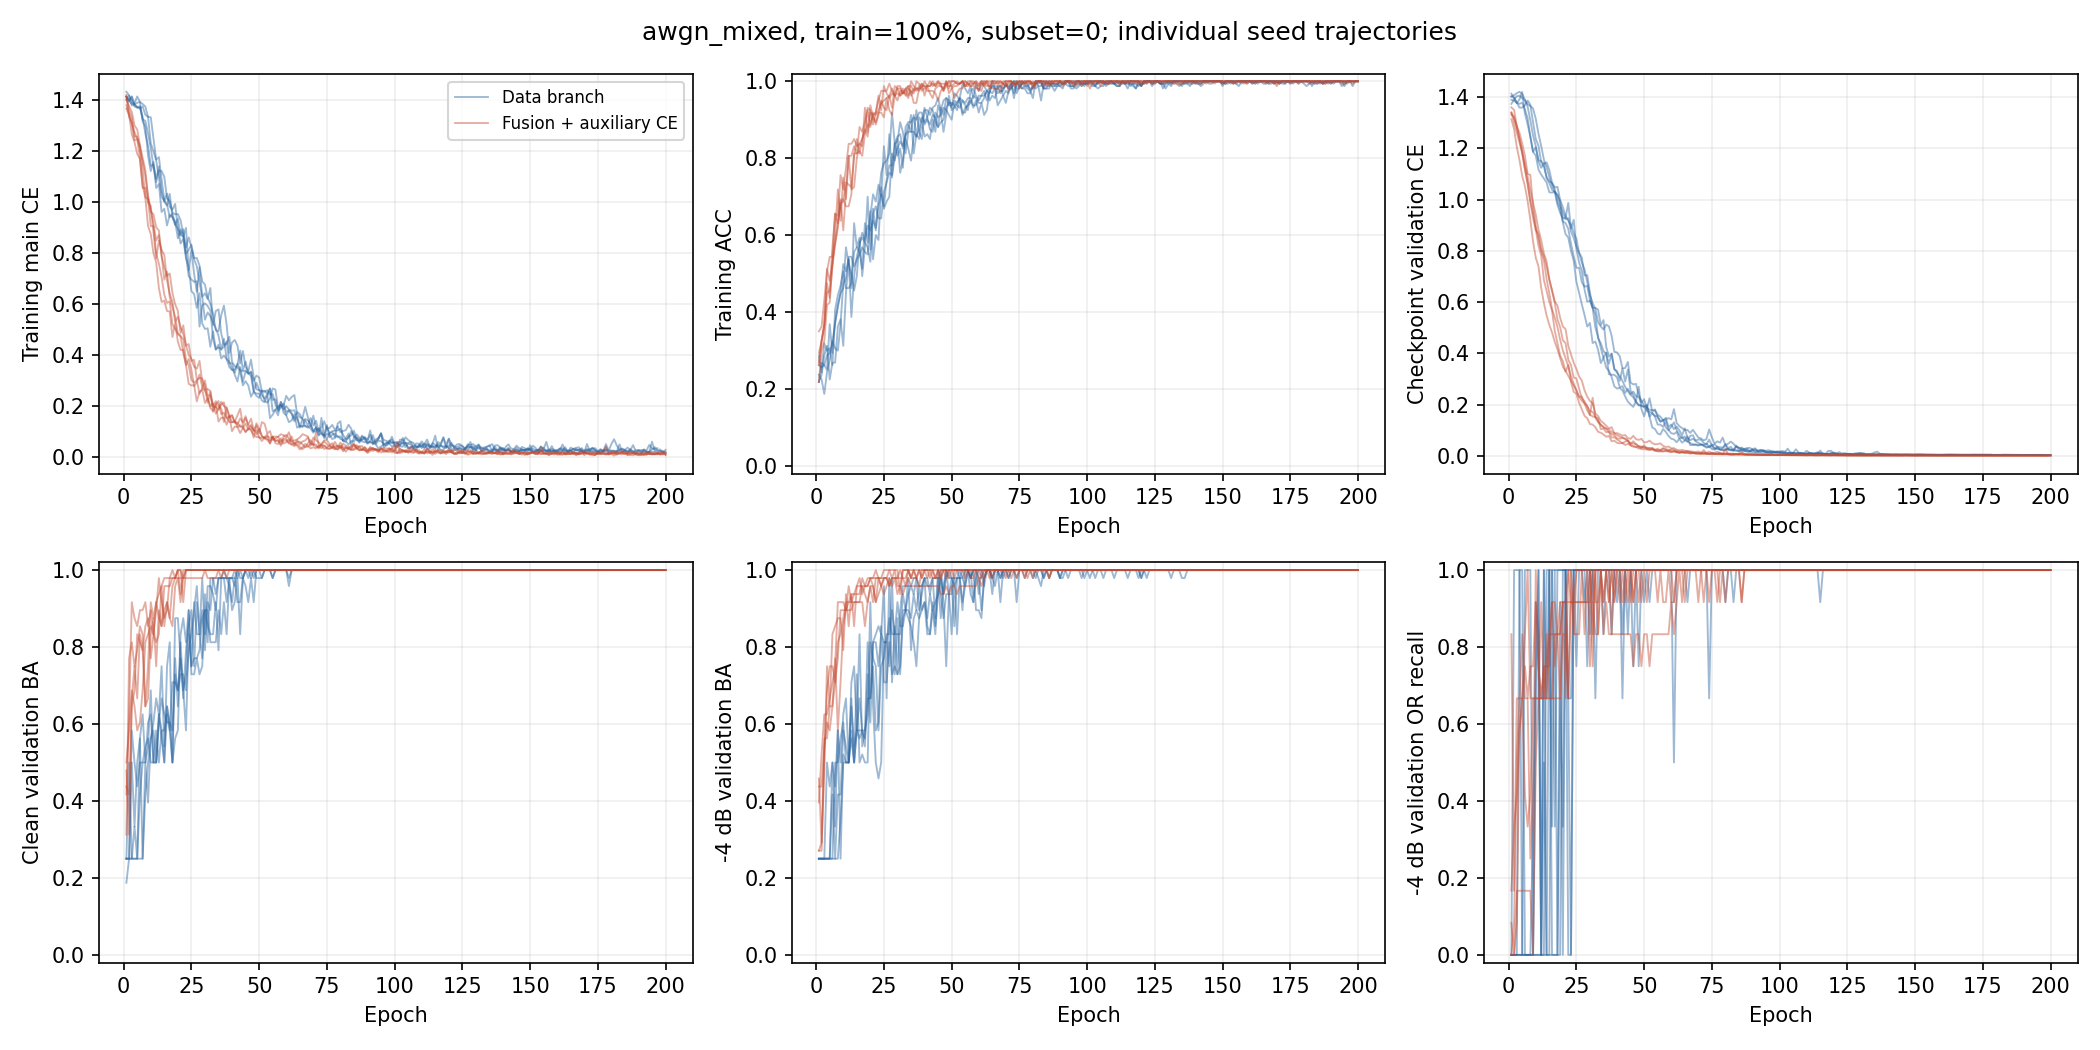 awgn_mixed, train=100%, subset=0; individual seed trajectories
Training main CE
1.4
1.2
1.0
0.8
0.6
0.4
0.2
0.0
Data branch
Fusion + auxiliary CE
0 25 50 75 100 125 150 175 200
Epoch
Training ACC
1.0
0.8
0.6
0.4
0.2
0.0
0 25 50 75 100 125 150 175 200
Epoch
Checkpoint validation CE
1.4
1.2
1.0
0.8
0.6
0.4
0.2
0.0
0 25 50 75 100 125 150 175 200
Epoch
Clean validation BA
1.0
0.8
0.6
0.4
0.2
0.0
0 25 50 75 100 125 150 175 200
Epoch
-4 dB validation BA
1.0
0.8
0.6
0.4
0.2
0.0
0 25 50 75 100 125 150 175 200
Epoch
-4 dB validation OR recall
1.0
0.8
0.6
0.4
0.2
0.0
0 25 50 75 100 125 150 175 200
Epoch